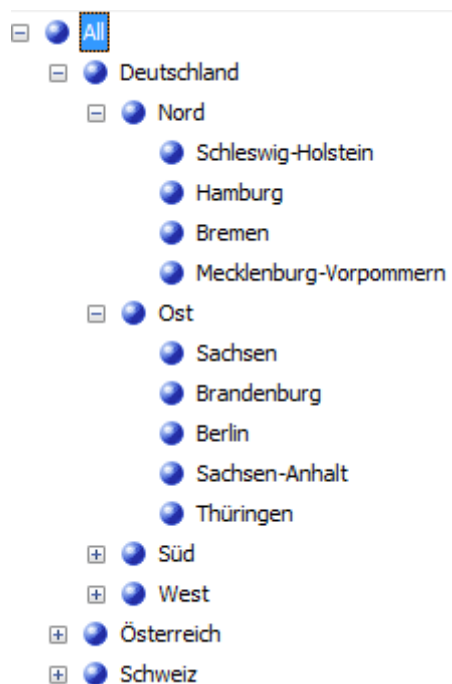 All
Deutschland
Nord
Schleswig-Holstein
Hamburg
Bremen
Mecklenburg-Vorpommern
Ost
Sachsen
Brandenburg
Berlin
Sachsen-Anhalt
Thüringen
Süd
West
Österreich
Schweiz